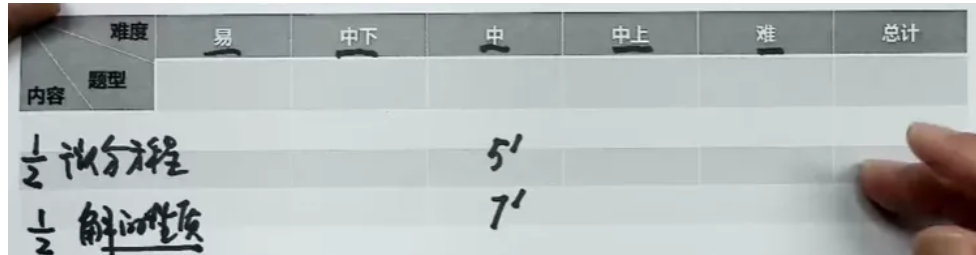 难度 易 中下 中 中上 难 总计
题型
内容
1/2 微分方程 5'
1/2 解的性质 7'